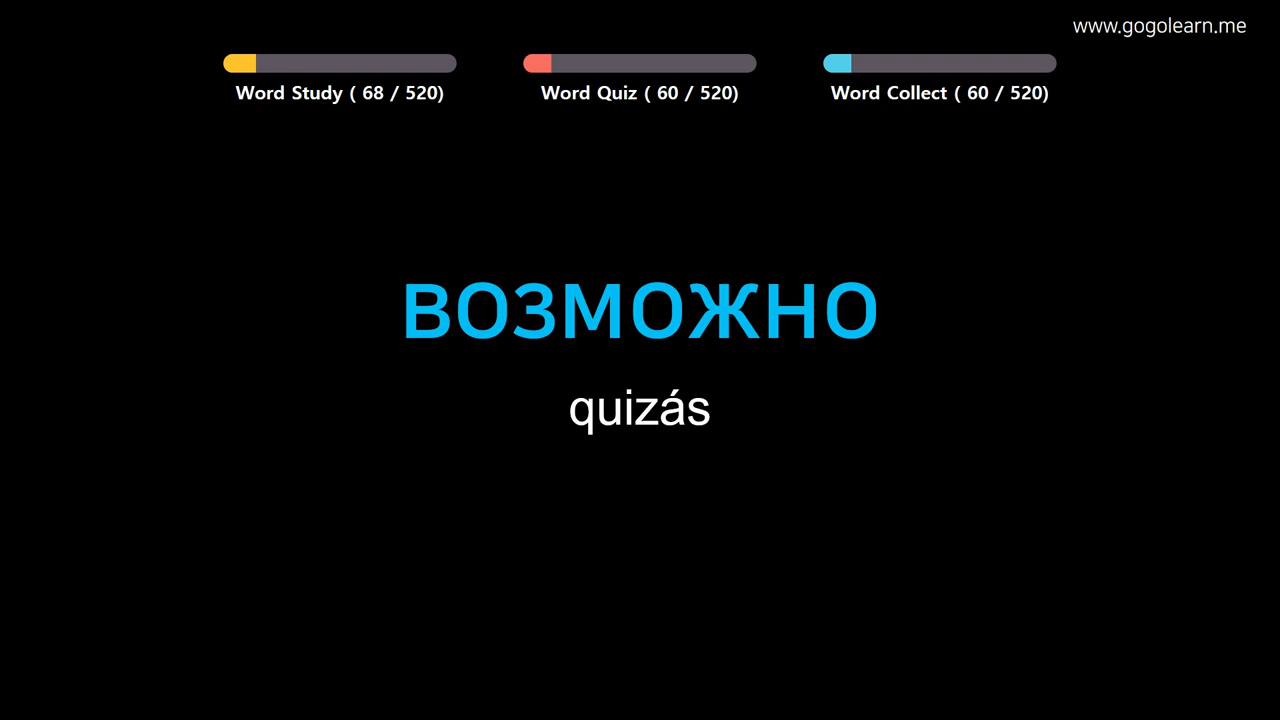 www.gogolearn.me
Word Study ( 68 / 520)
Word Quiz ( 60 / 520)
Word Collect ( 60 / 520)
возможно
quizás